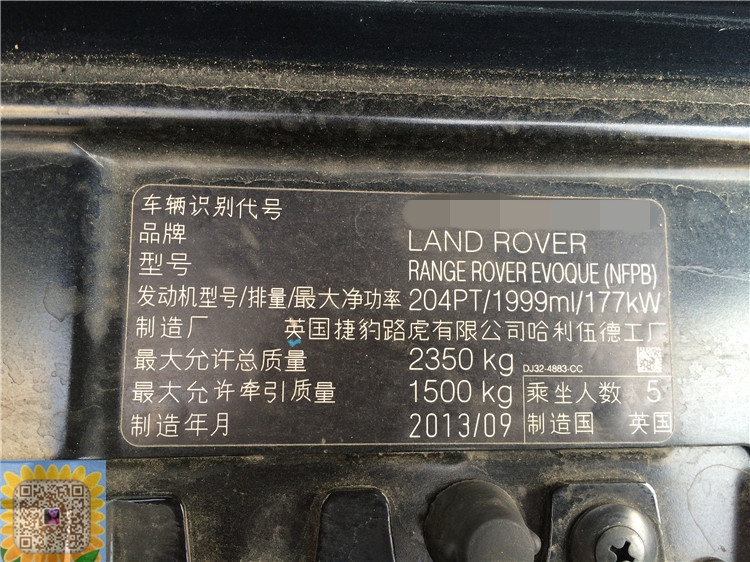 车辆识别代号
品牌 LAND ROVER
型号 RANGE ROVER EVOQUE (NFPB)
发动机型号/排量/最大净功率 204PT/1999ml/177kW
制造厂 英国捷豹路虎有限公司哈利伍德工厂
最大允许总质量 2350 kg DJ32-4883-CC
最大允许牵引质量 1500 kg 乘坐人数 5
制造年月 2013/09 制造国 英国